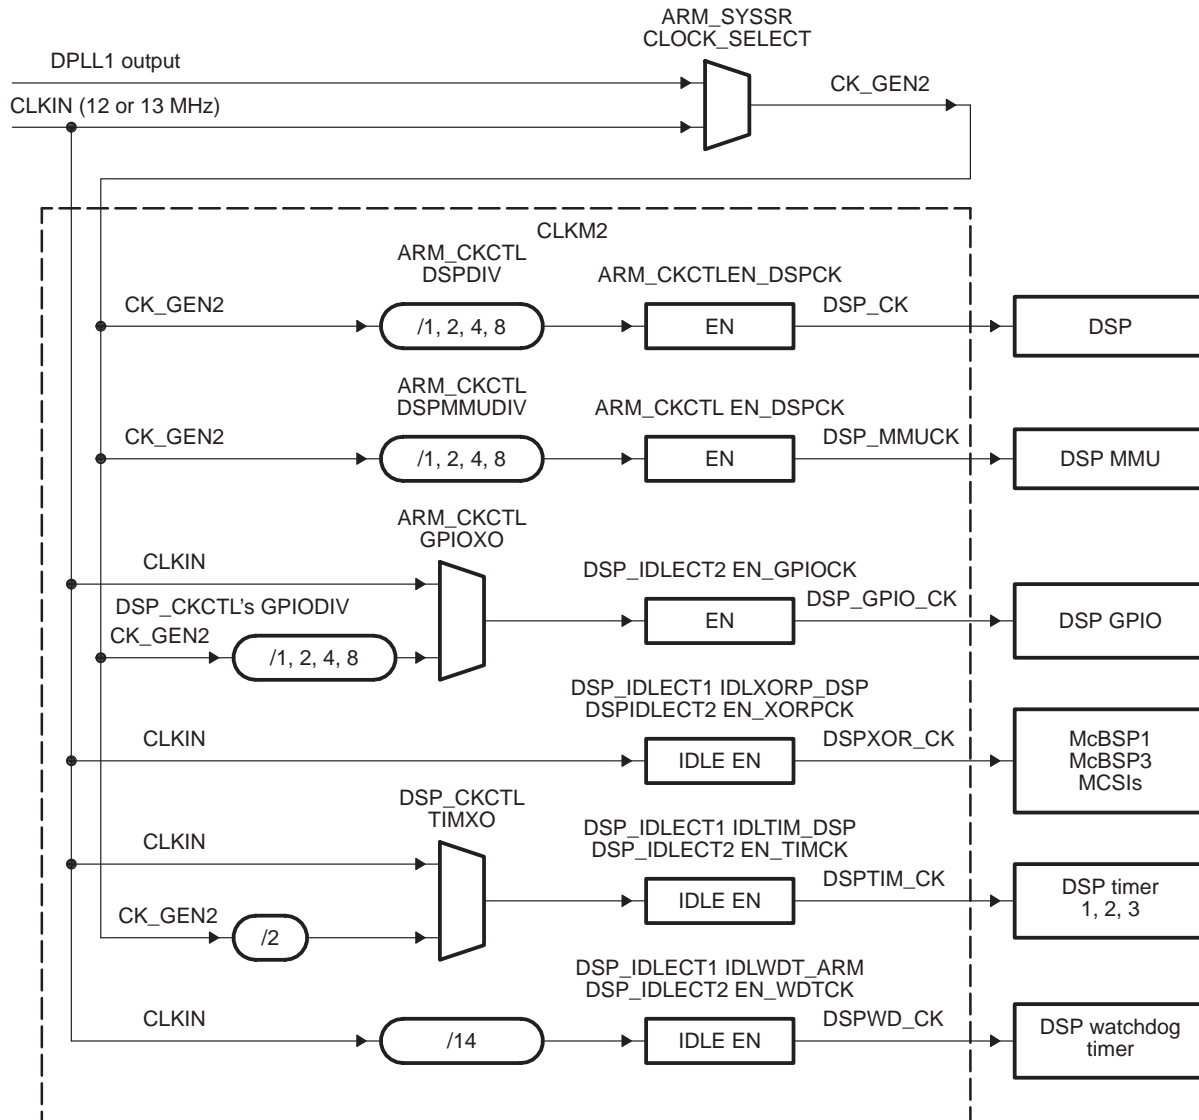 ARM_SYSSR
CLOCK_SELECT
DPLL1 output
CK_GEN2
CLKIN (12 or 13 MHz)
CLKM2
ARM_CKCTL
DSPDIV
ARM_CKCTLEN_DSPCK
CK_GEN2
DSP_CK
/1, 2, 4, 8
EN
DSP
ARM_CKCTL
DSPMMUDIV
ARM_CKCTL EN_DSPCK
CK_GEN2
DSP_MMUCK
/1, 2, 4, 8
EN
DSP MMU
ARM_CKCTL
GPIOXO
CLKIN
DSP_IDLECT2 EN_GPIOCK
DSP_CKCTL’s GPIODIV
DSP_GPIO_CK
CK_GEN2
/1, 2, 4, 8
EN
DSP GPIO
DSP_IDLECT1 IDLXORP_DSP
DSPIDLECT2 EN_XORPCK
CLKIN
DSPXOR_CK
IDLE EN
McBSP1
McBSP3
MCSIs
DSP_CKCTL
TIMXO
CLKIN
DSP_IDLECT1 IDLTIM_DSP
DSP_IDLECT2 EN_TIMCK
DSPTIM_CK
CK_GEN2
/2
IDLE EN
DSP timer
1, 2, 3
DSP_IDLECT1 IDLWDT_ARM
DSP_IDLECT2 EN_WDTCK
CLKIN
DSPWD_CK
/14
IDLE EN
DSP watchdog
timer